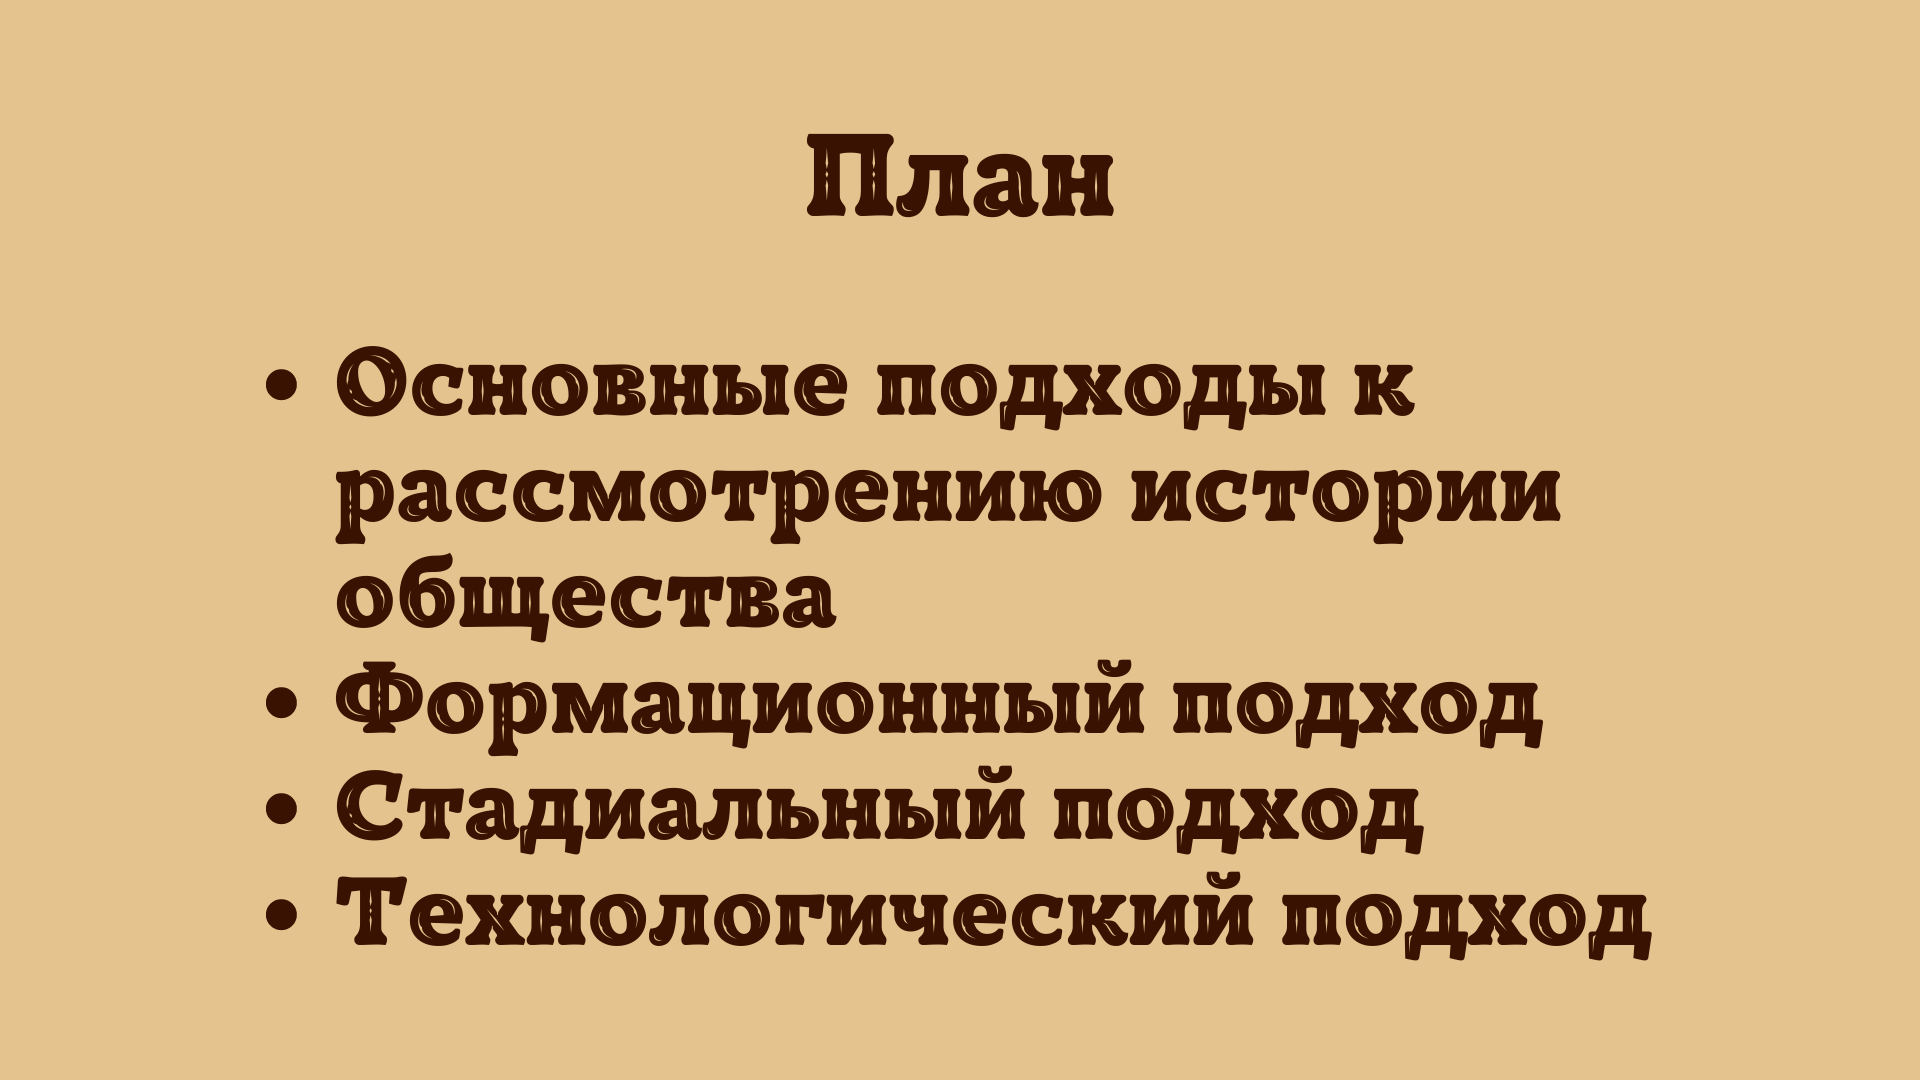 План
• Основные подходы к
рассмотрению истории
общества
• Формационный подход
• Стадиальный подход
• Технологический подход